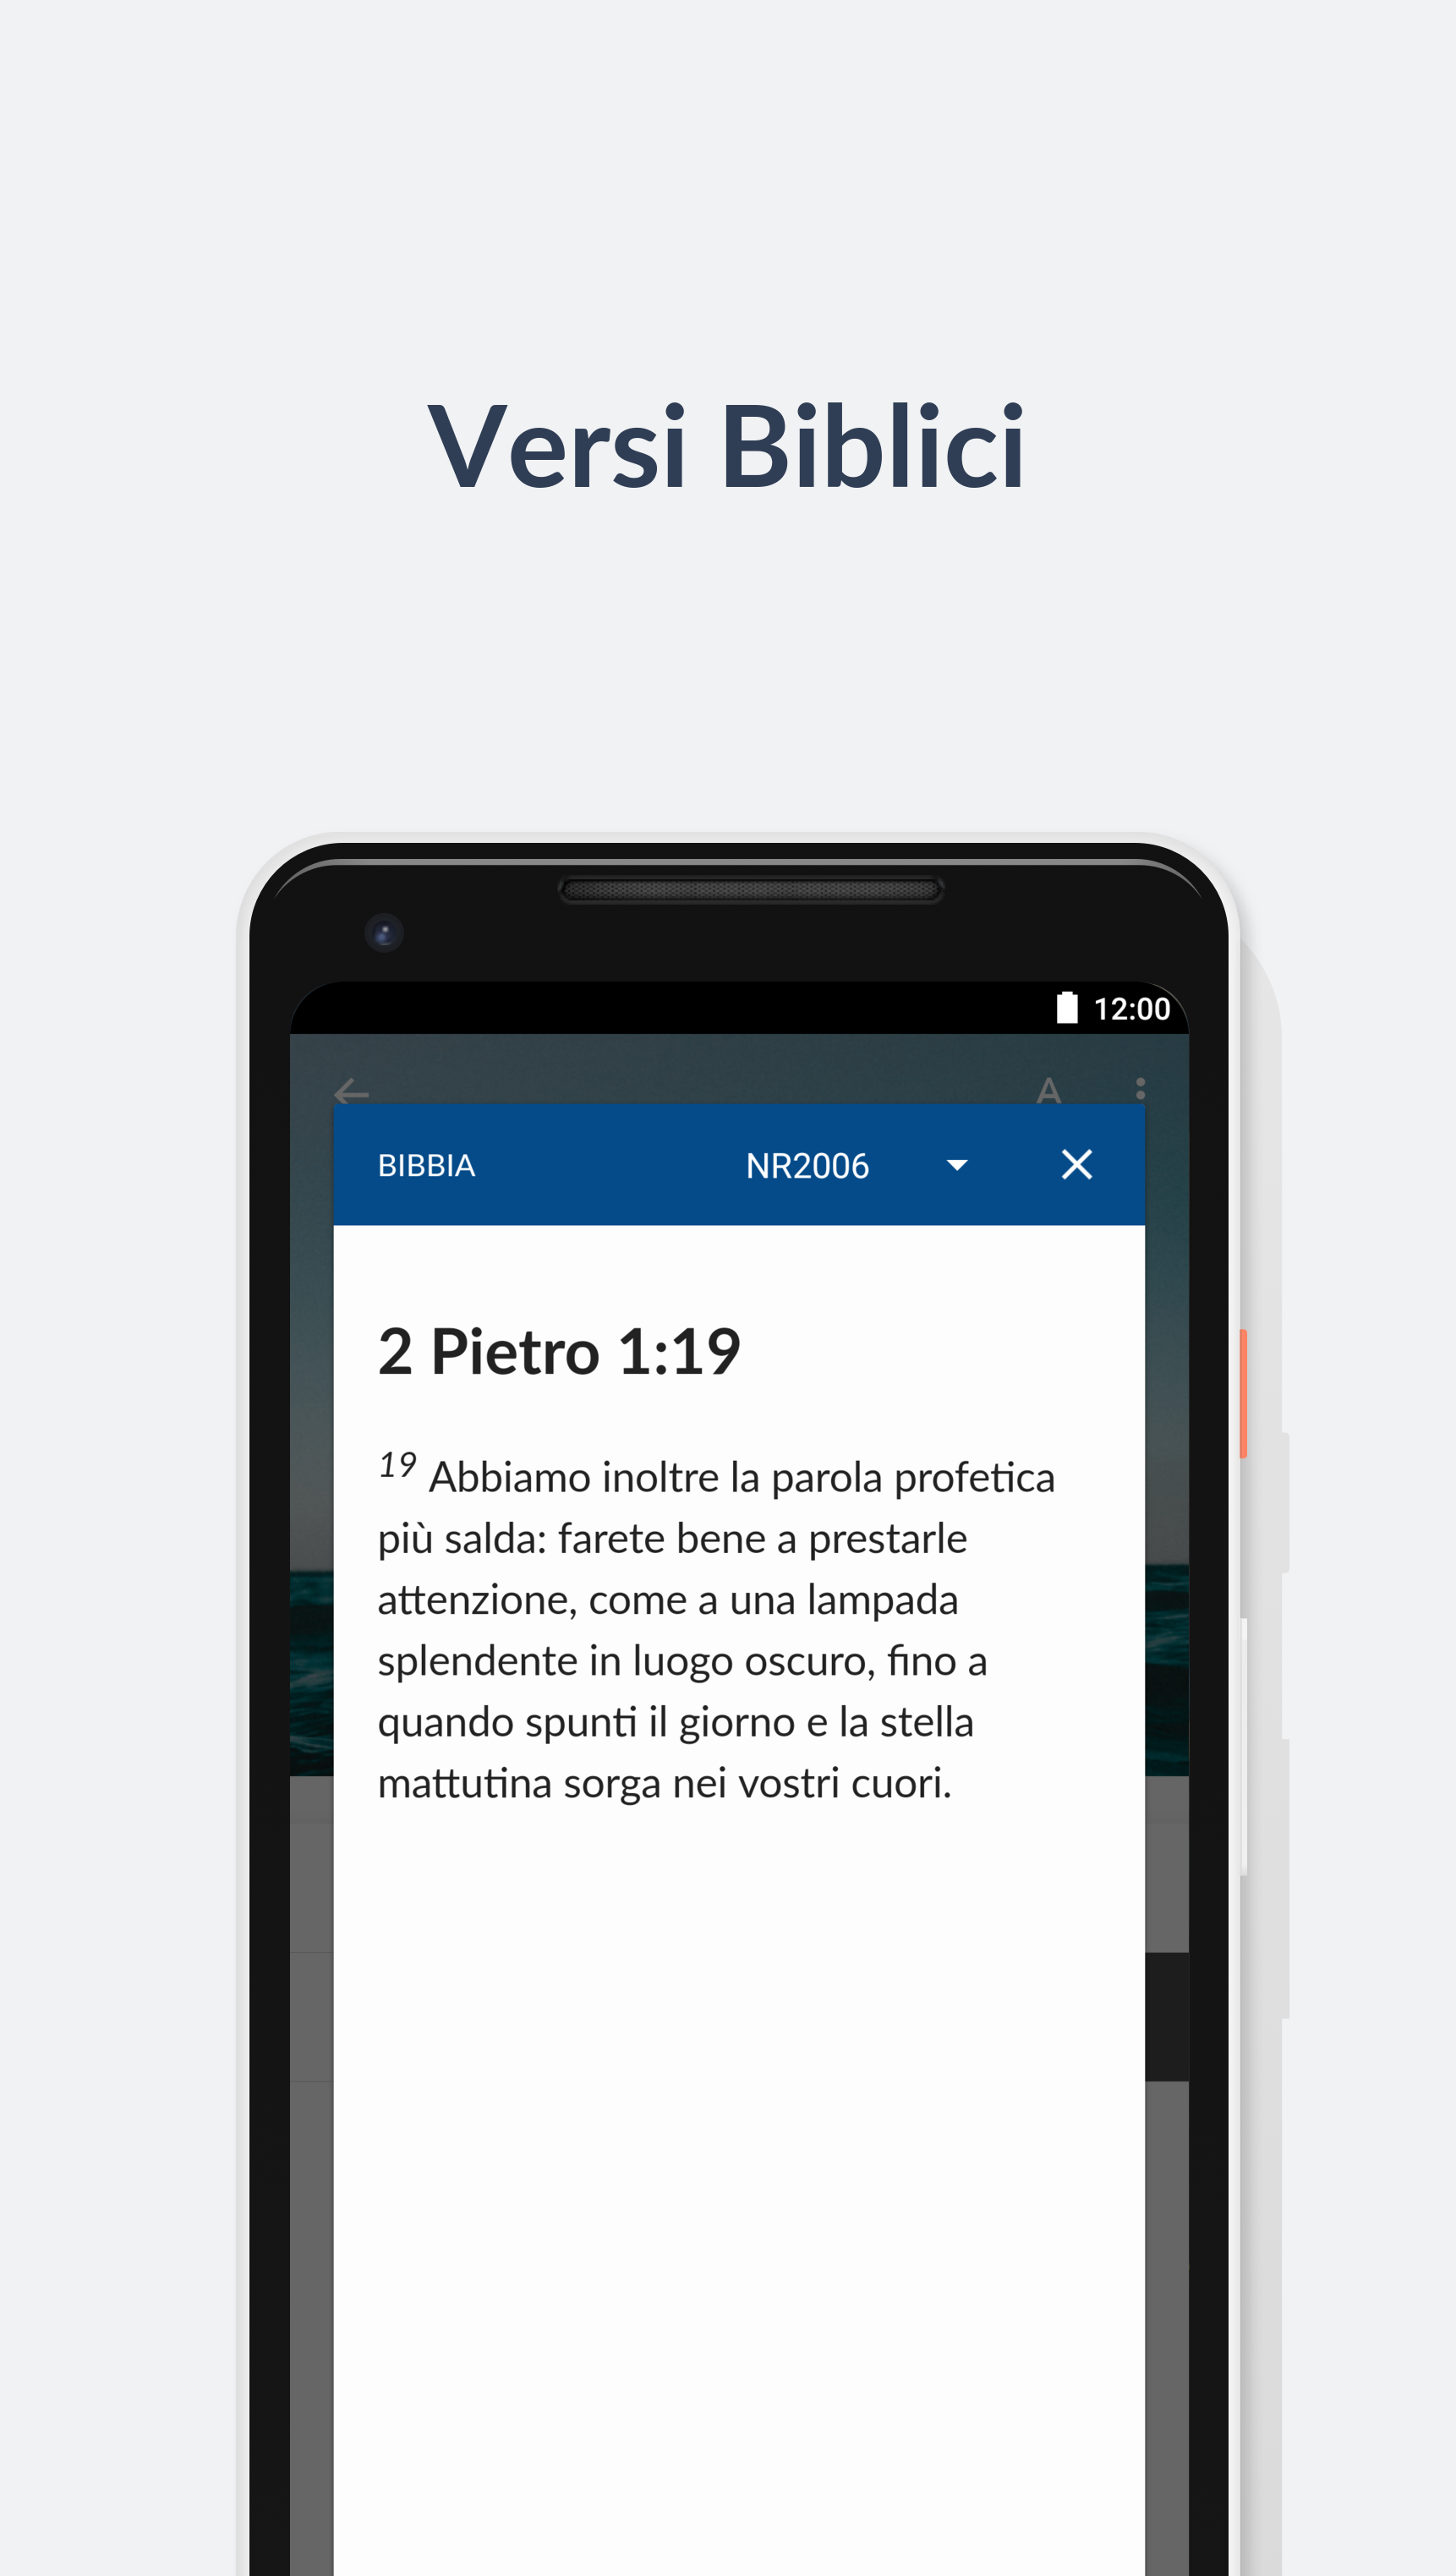 Versi Biblici
12:00
A
BIBBIA NR2006
2 Pietro 1:19
19 Abbiamo inoltre la parola profetica
più salda: farete bene a prestarle
attenzione, come a una lampada
splendente in luogo oscuro, fino a
quando spunti il giorno e la stella
mattutina sorga nei vostri cuori.